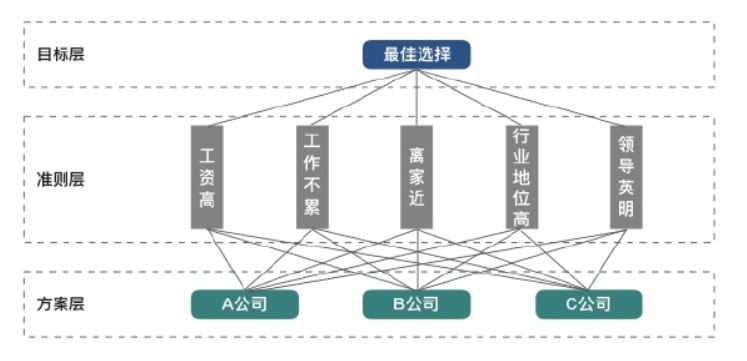 目标层
最佳选择
准则层
工资高
工作不累
离家近
行业地位高
领导英明
方案层
A公司
B公司
C公司